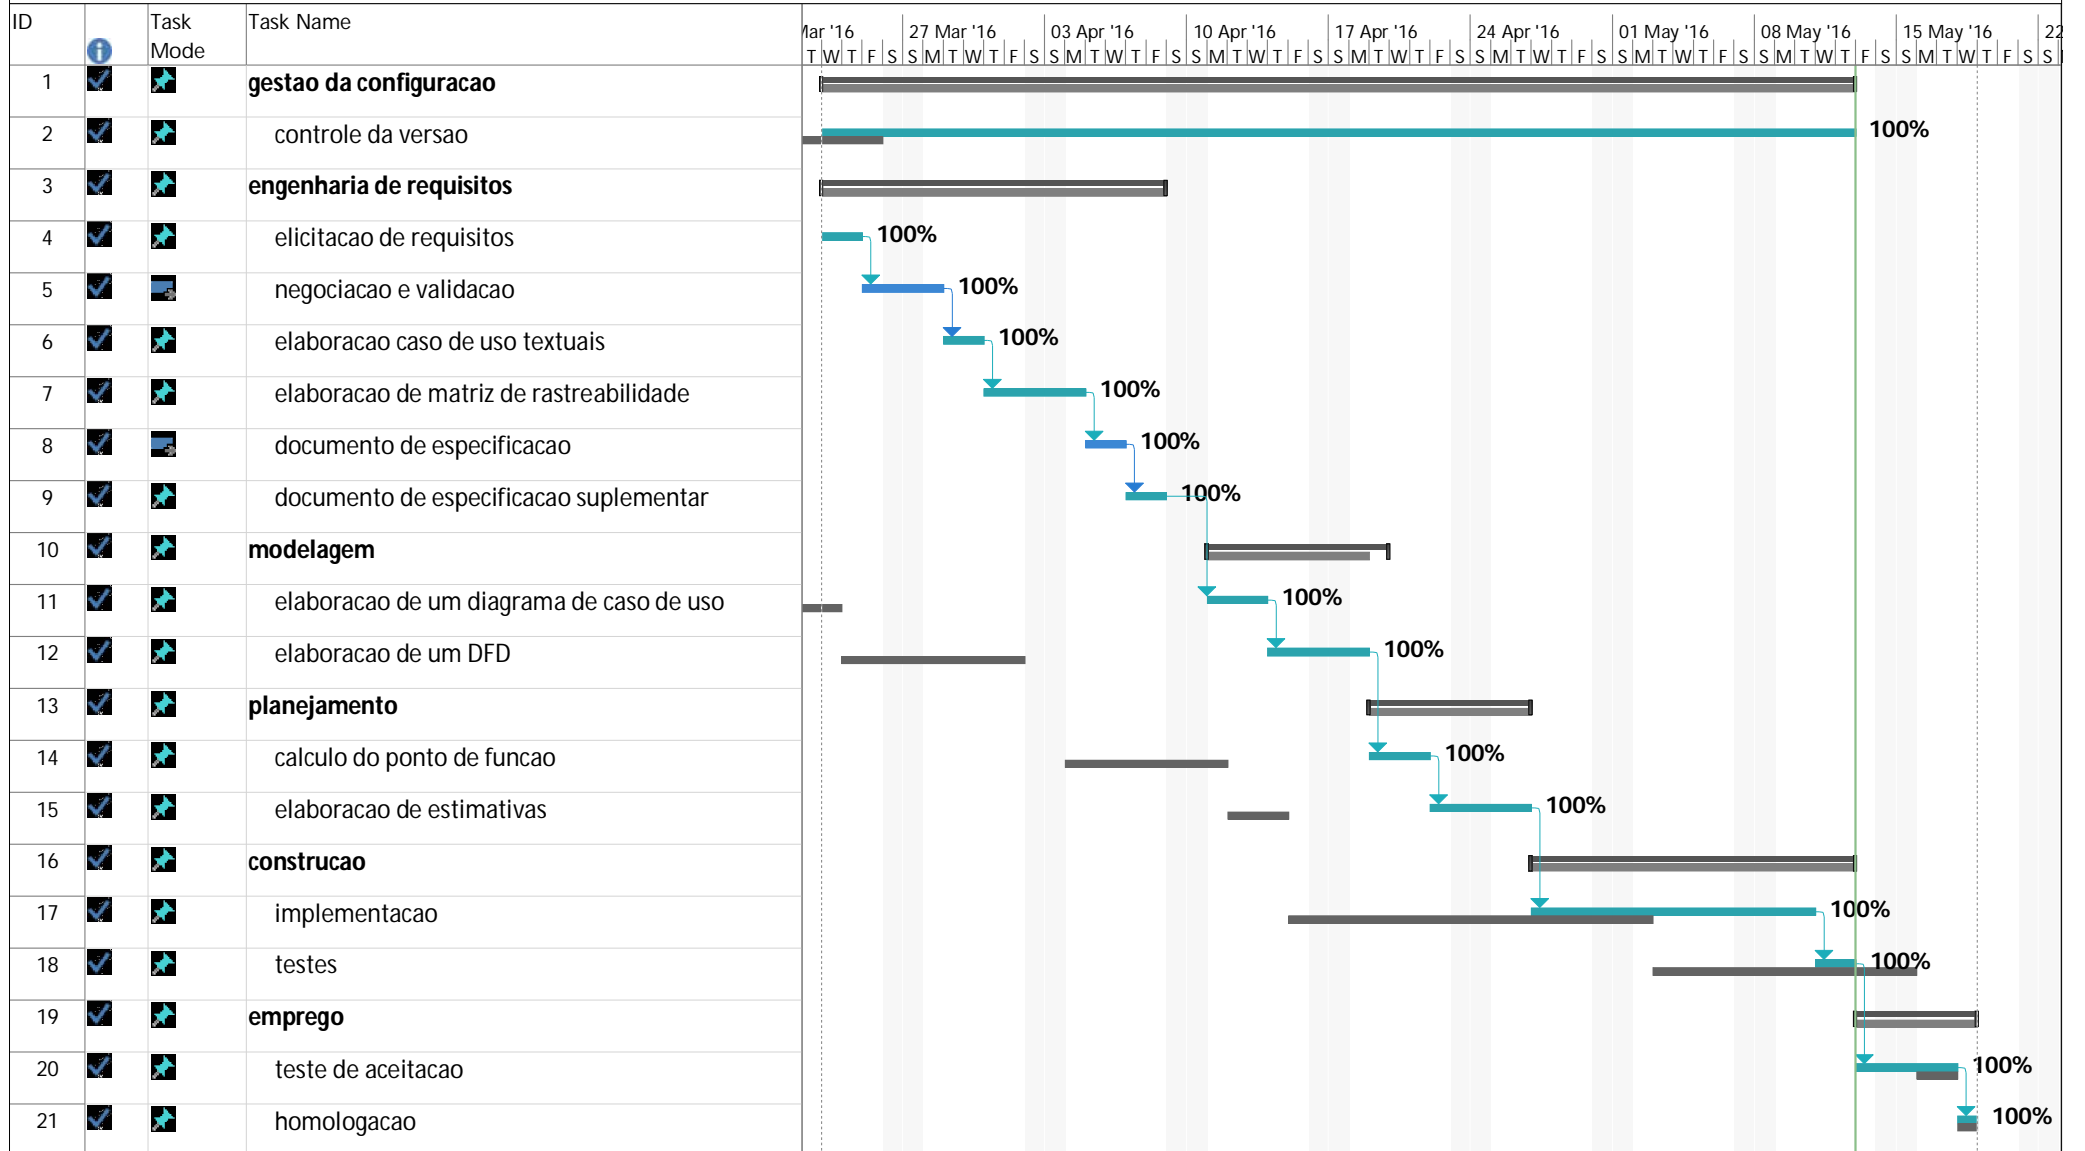 ID Task Mode Task Name
Mar '16 27 Mar '16 03 Apr '16 10 Apr '16 17 Apr '16 24 Apr '16 01 May '16 08 May '16 15 May '16 22
T W T F S S M T W T F S S M T W T F S S M T W T F S S M T W T F S S M T W T F S S M T W T F S S M T W T F S S M T W T F S S
1 gestao da configuracao
2 controle da versao 100%
3 engenharia de requisitos
4 elicitacao de requisitos 100%
5 negociacao e validacao 100%
6 elaboracao caso de uso textuais 100%
7 elaboracao de matriz de rastreabilidade 100%
8 documento de especificacao 100%
9 documento de especificacao suplementar 100%
10 modelagem
11 elaboracao de um diagrama de caso de uso 100%
12 elaboracao de um DFD 100%
13 planejamento
14 calculo do ponto de funcao 100%
15 elaboracao de estimativas 100%
16 construcao
17 implementacao 100%
18 testes 100%
19 emprego
20 teste de aceitacao 100%
21 homologacao 100%